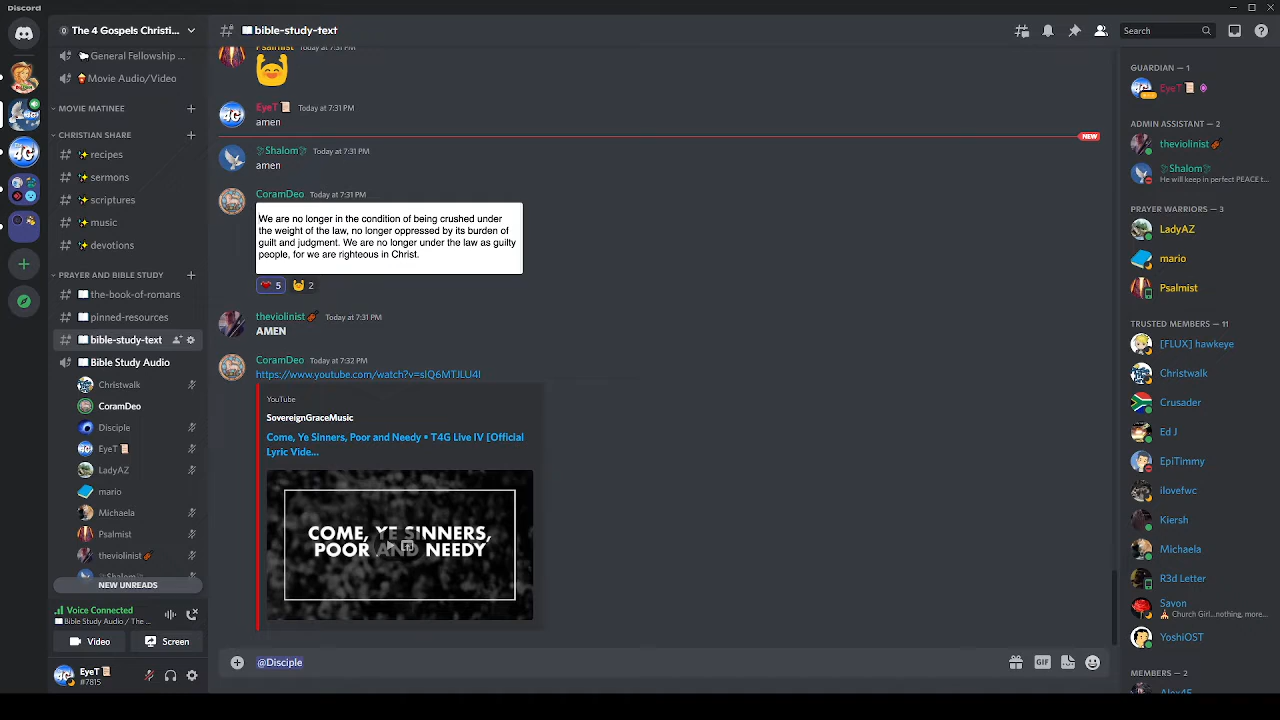 Discord
The 4 Gospels Christi...
General Fellowship ...
Movie Audio/Video
MOVIE MATINEE
CHRISTIAN SHARE
recipes
sermons
scriptures
music
devotions
PRAYER AND BIBLE STUDY
the-book-of-romans
pinned-resources
bible-study-text
Bible Study Audio
Christwalk
CoramDeo
Disciple
EyeT
LadyAZ
mario
Michaela
Psalmist
theviolinist
Shalom
NEW UNREADS
Voice Connected
Bible Study Audio / The ...
Video
Screen
EyeT
#7815
bible-study-text
Search
Psalmist Today at 7:31 PM
EyeT Today at 7:31 PM
amen
NEW
Shalom Today at 7:31 PM
amen
CoramDeo Today at 7:31 PM
We are no longer in the condition of being crushed under
the weight of the law, no longer oppressed by its burden of
guilt and judgment. We are no longer under the law as guilty
people, for we are righteous in Christ.
5 2
theviolinist Today at 7:31 PM
AMEN
CoramDeo Today at 7:32 PM
YouTube
SovereignGraceMusic
Come, Ye Sinners, Poor and Needy • T4G Live IV [Official
Lyric Vide...
COME, YE SINNERS,
POOR AND NEEDY
@Disciple
GIF
GUARDIAN — 1
EyeT
ADMIN ASSISTANT — 2
theviolinist
Shalom
He will keep in perfect PEACE t...
PRAYER WARRIORS — 3
LadyAZ
mario
Psalmist
TRUSTED MEMBERS — 11
[FLUX] hawkeye
Christwalk
Crusader
Ed J
EpiTimmy
ilovefwc
Kiersh
Michaela
R3d Letter
Savon
Church Girl...nothing, more...
YoshiOST
MEMBERS — 2